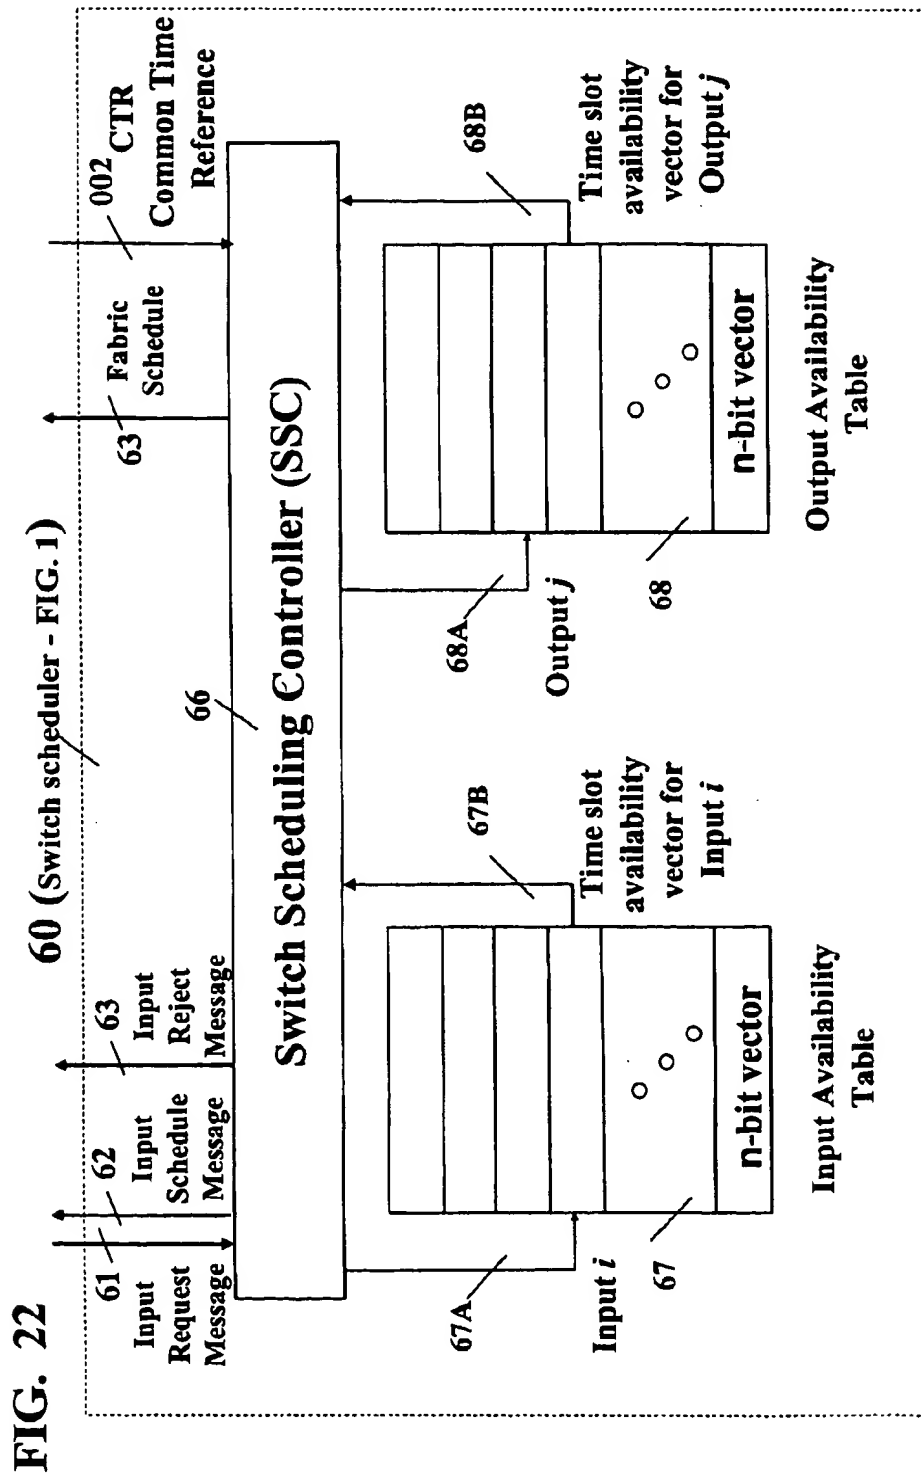 FIG. 22
60 (Switch scheduler - FIG. 1)
61
Input
Request
Message
62
Input
Schedule
Message
63
Input
Reject
Message
66
63
Fabric
Schedule
002
CTR
Common Time
Reference
Switch Scheduling Controller (SSC)
67A
Input i
67B
Time slot
availability
vector for
Input i
67
n-bit vector
Input Availability
Table
68A
Output j
68B
Time slot
availability
vector for
Output j
68
n-bit vector
Output Availability
Table